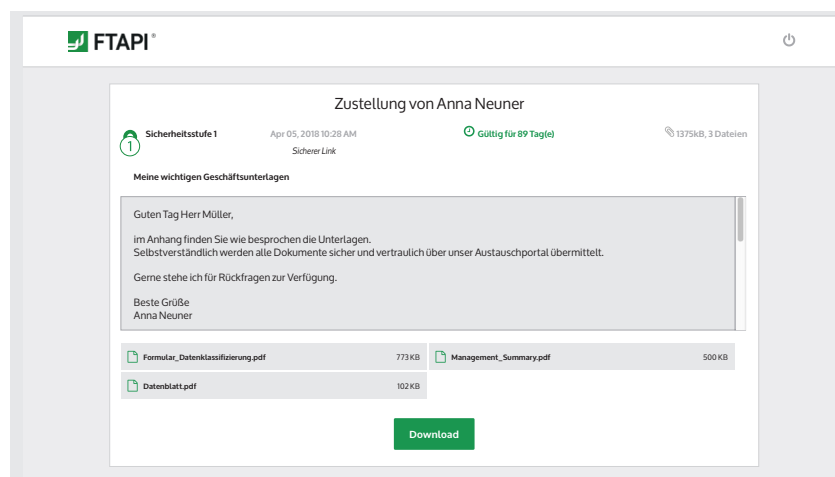 FTAPI®
Zustellung von Anna Neuner
1
Sicherheitsstufe 1
Apr 05, 2018 10:28 AM
Gültig für 89 Tag(e)
1375kB, 3 Dateien
Sicherer Link
Meine wichtigen Geschäftsunterlagen
Guten Tag Herr Müller,
im Anhang finden Sie wie besprochen die Unterlagen.
Selbstverständlich werden alle Dokumente sicher und vertraulich über unser Austauschportal übermittelt.
Gerne stehe ich für Rückfragen zur Verfügung.
Beste Grüße
Anna Neuner
Formular_Datenklassifizierung.pdf 773 KB
Management_Summary.pdf 500 KB
Datenblatt.pdf 102 KB
Download